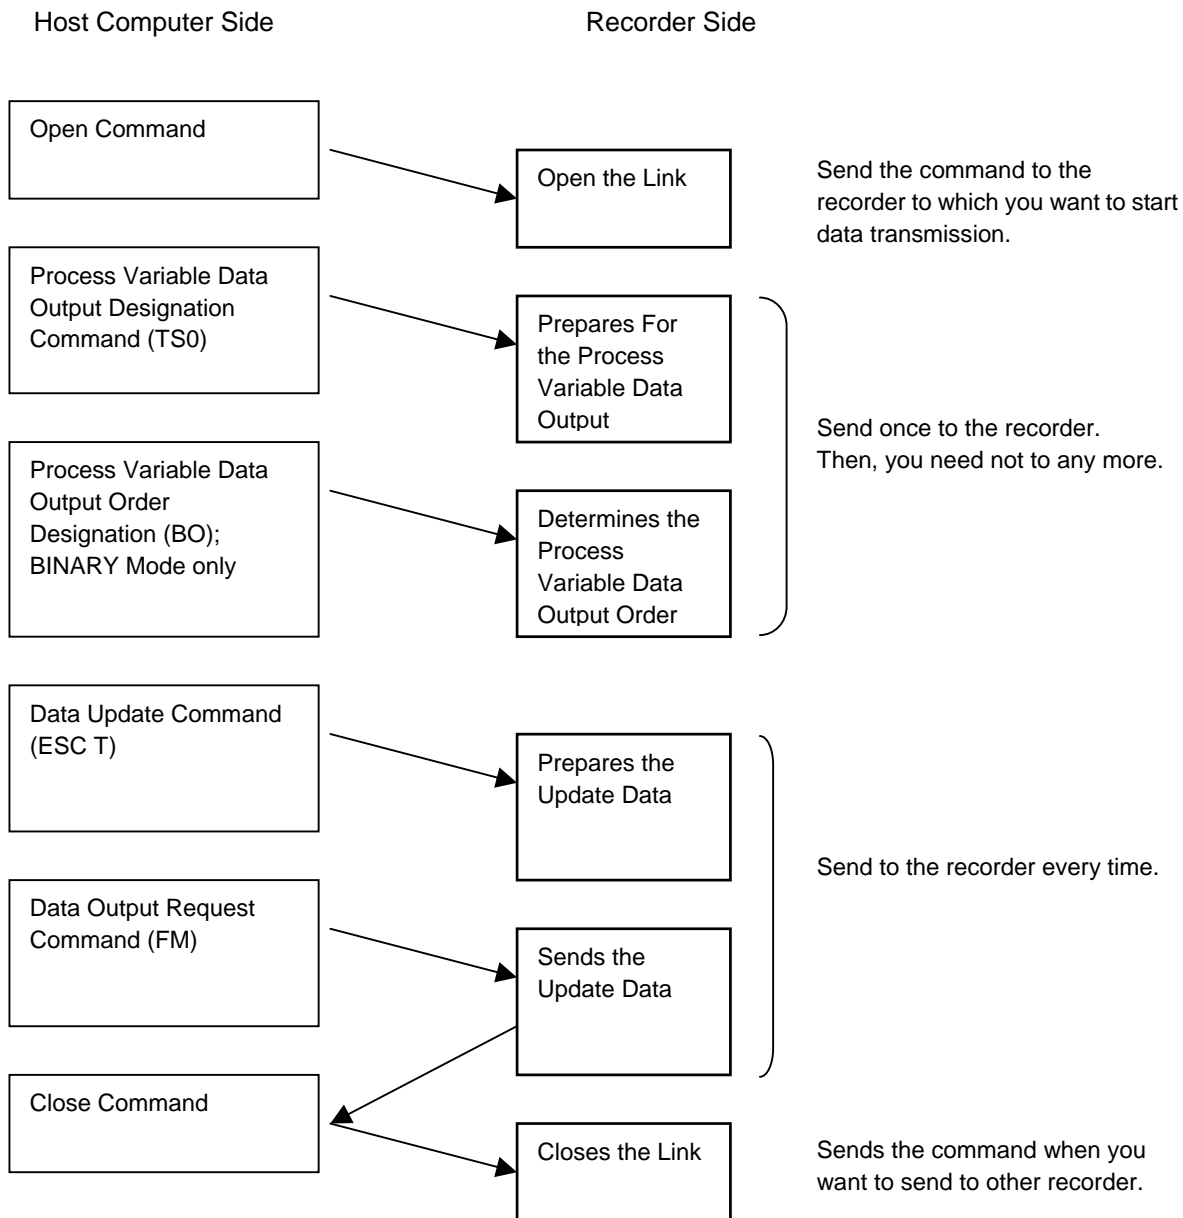 Host Computer Side
Recorder Side
Open Command
Open the Link
Send the command to the
recorder to which you want to start
data transmission.
Process Variable Data
Output Designation
Command (TS0)
Prepares For
the Process
Variable Data
Output
Send once to the recorder.
Then, you need not to any more.
Process Variable Data
Output Order
Designation (BO);
BINARY Mode only
Determines the
Process
Variable Data
Output Order
Data Update Command
(ESC T)
Prepares the
Update Data
Send to the recorder every time.
Data Output Request
Command (FM)
Sends the
Update Data
Close Command
Closes the Link
Sends the command when you
want to send to other recorder.